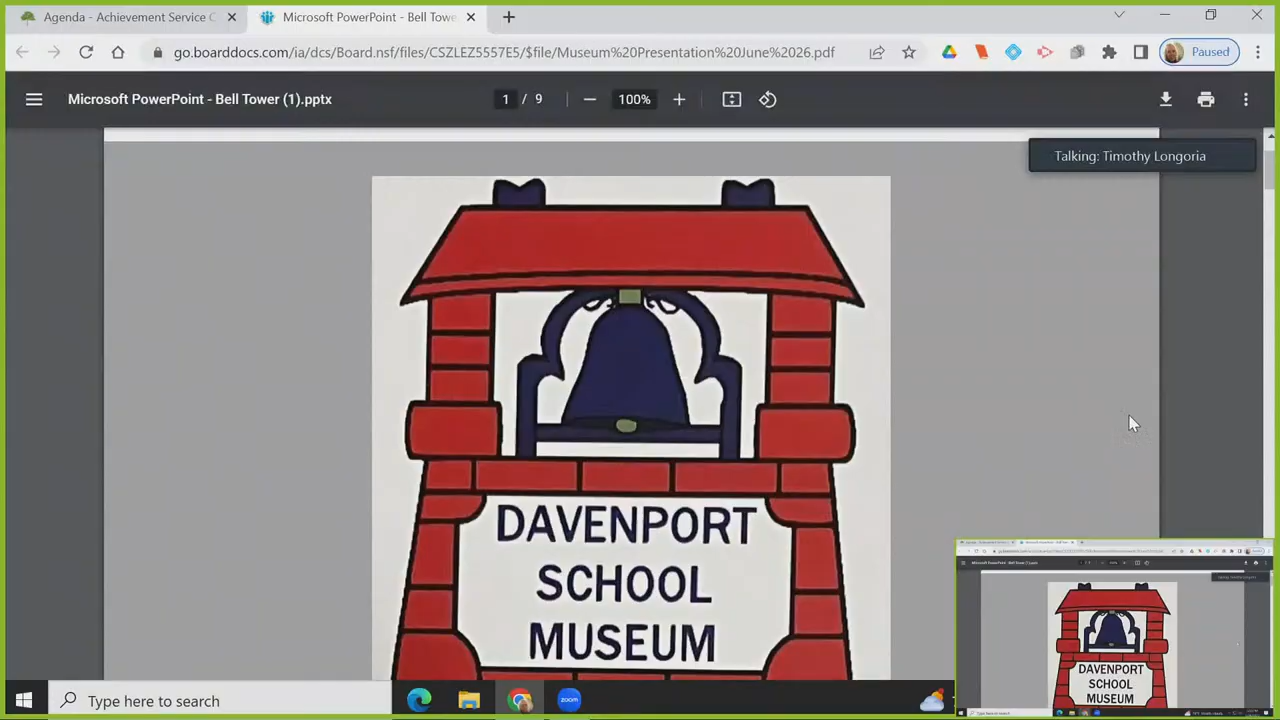 Agenda - Achievement Service C
Microsoft PowerPoint - Bell Towe
go.boarddocs.com/ia/dcs/Board.nsf/files/CSZLEZ5557E5/$file/Museum%20Presentation%20June%2026.pdf
Paused
Microsoft PowerPoint - Bell Tower (1).pptx
1 / 9
100%
Talking: Timothy Longoria
DAVENPORT
SCHOOL
MUSEUM
DAVENPORT
SCHOOL
MUSEUM
Type here to search
zoom